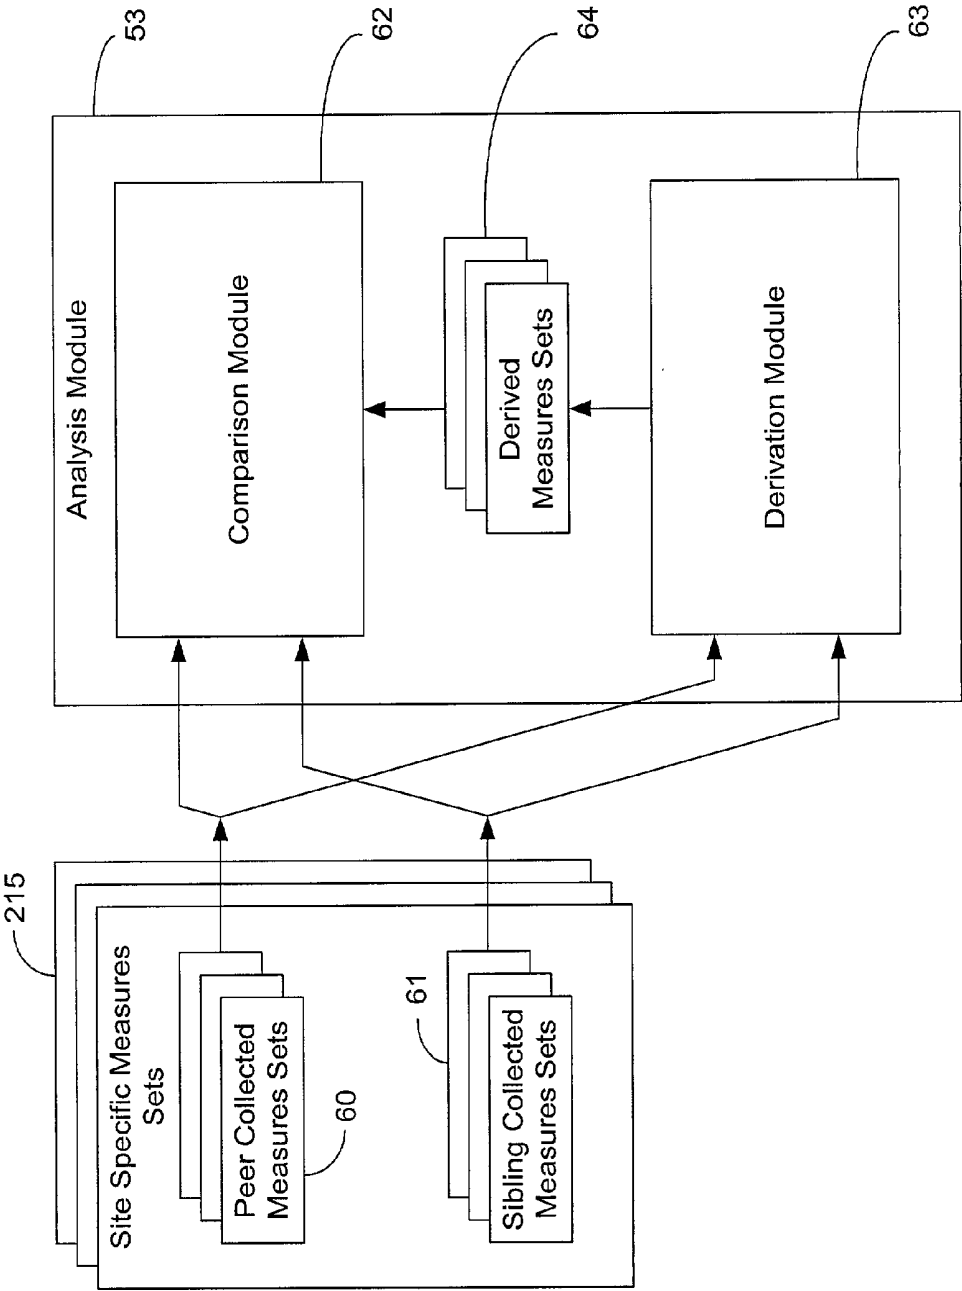 215
Site Specific Measures
Sets
Peer Collected
Measures Sets
60
61
Sibling Collected
Measures Sets
Analysis Module
53
Comparison Module
62
Derived
Measures Sets
64
Derivation Module
63